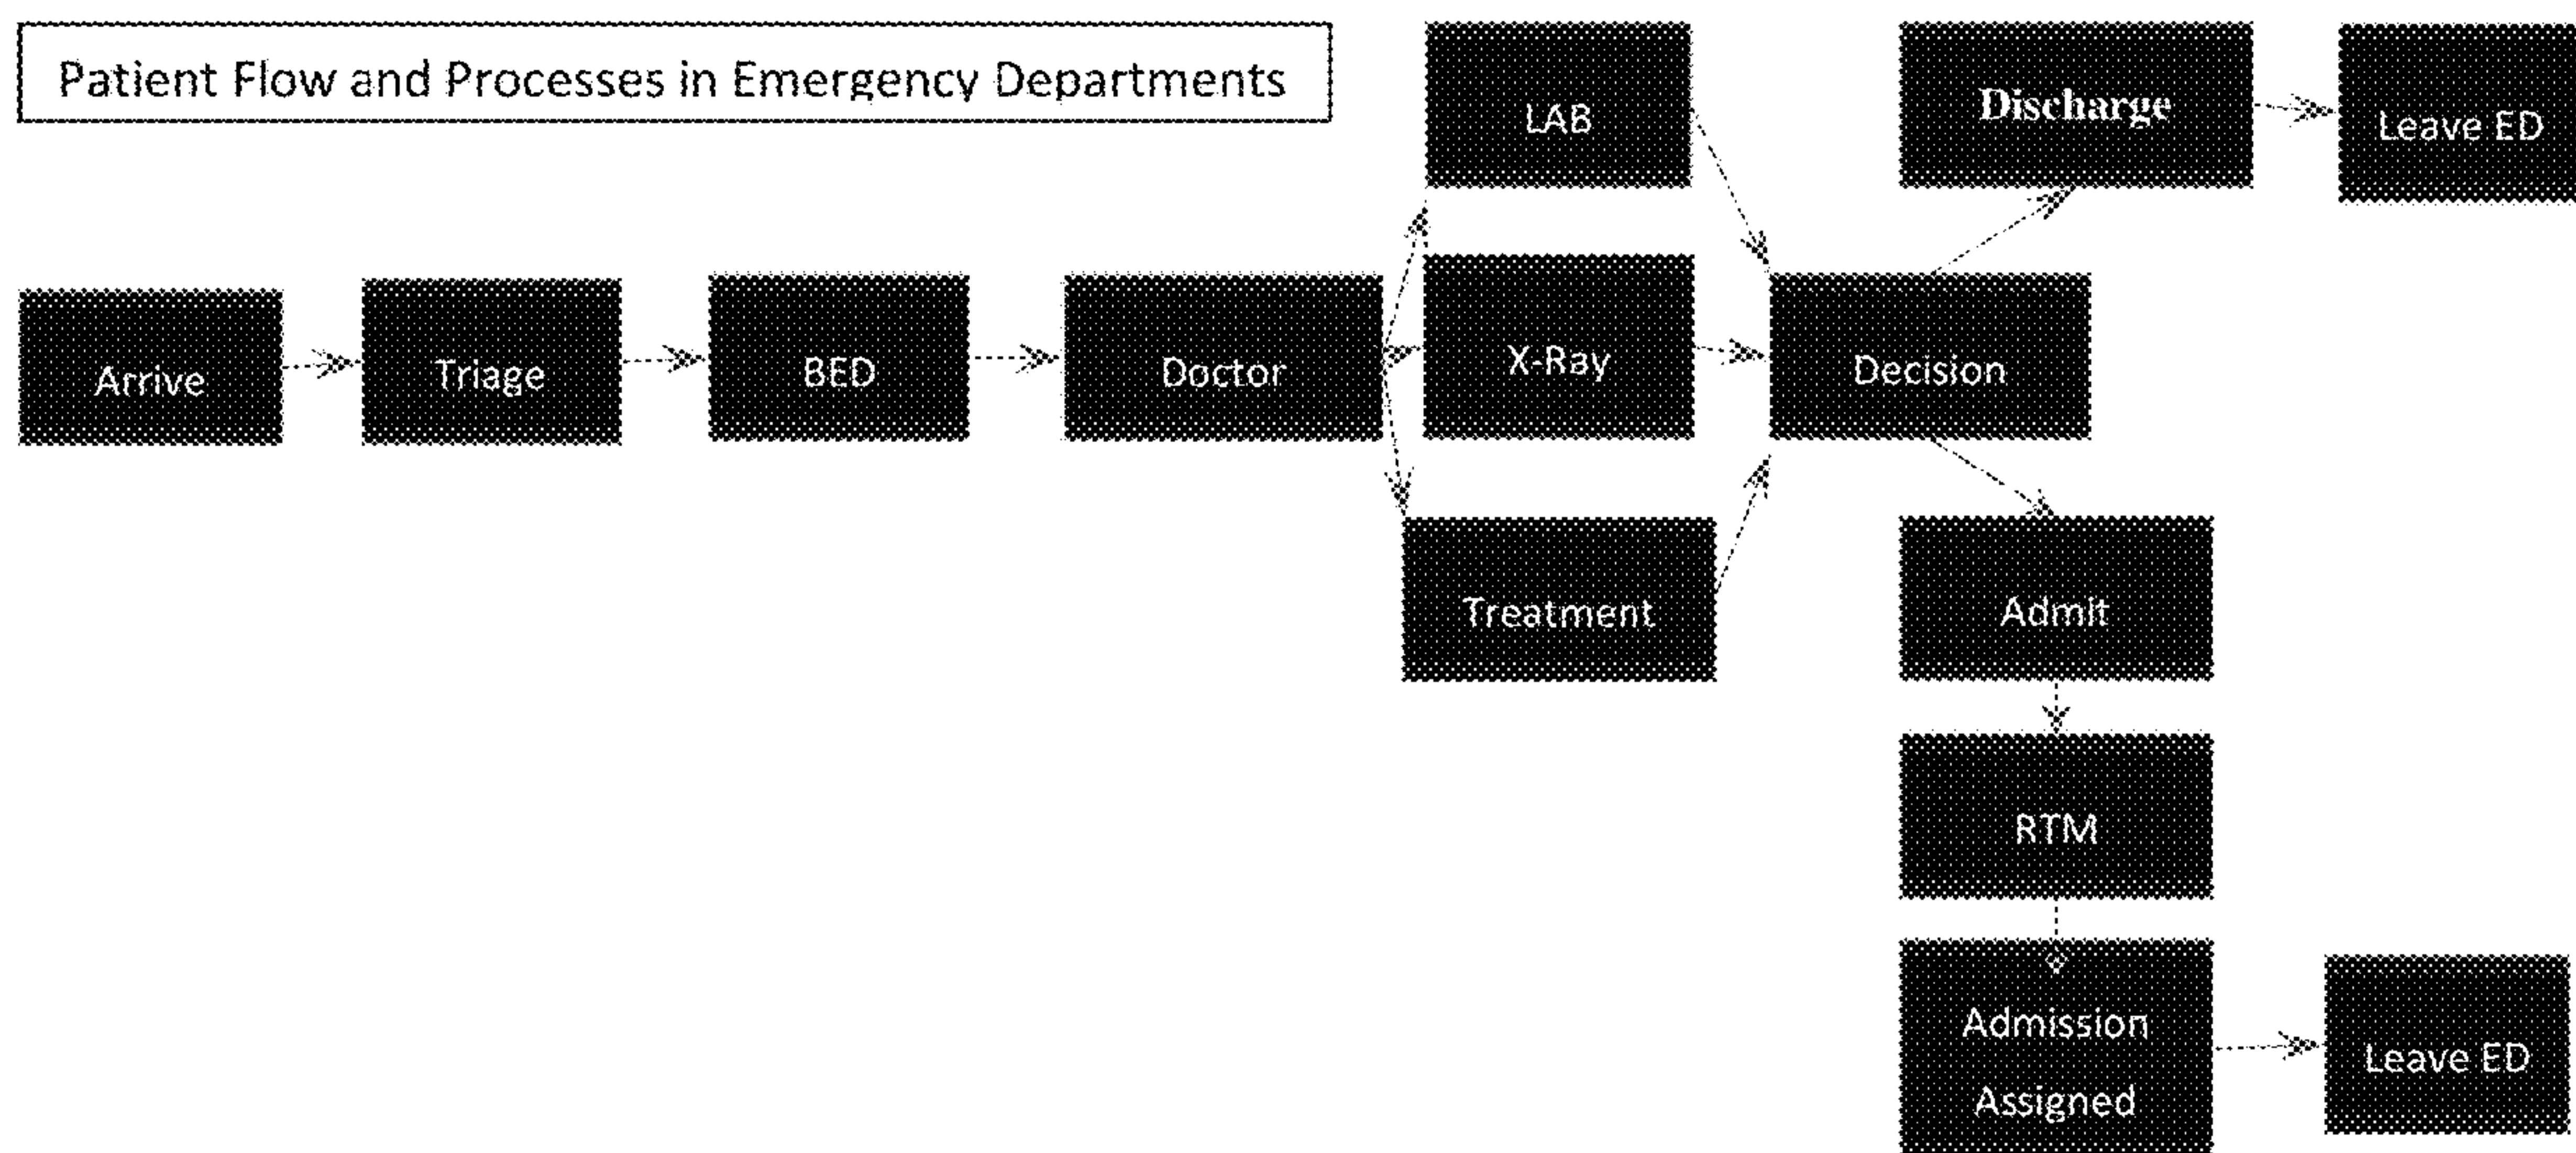 Patient Flow and Processes in Emergency Departments
LAB
Discharge
Leave ED
Arrive
Triage
BED
Doctor
X-Ray
Decision
Treatment
Admit
RTM
Admission
Assigned
Leave ED